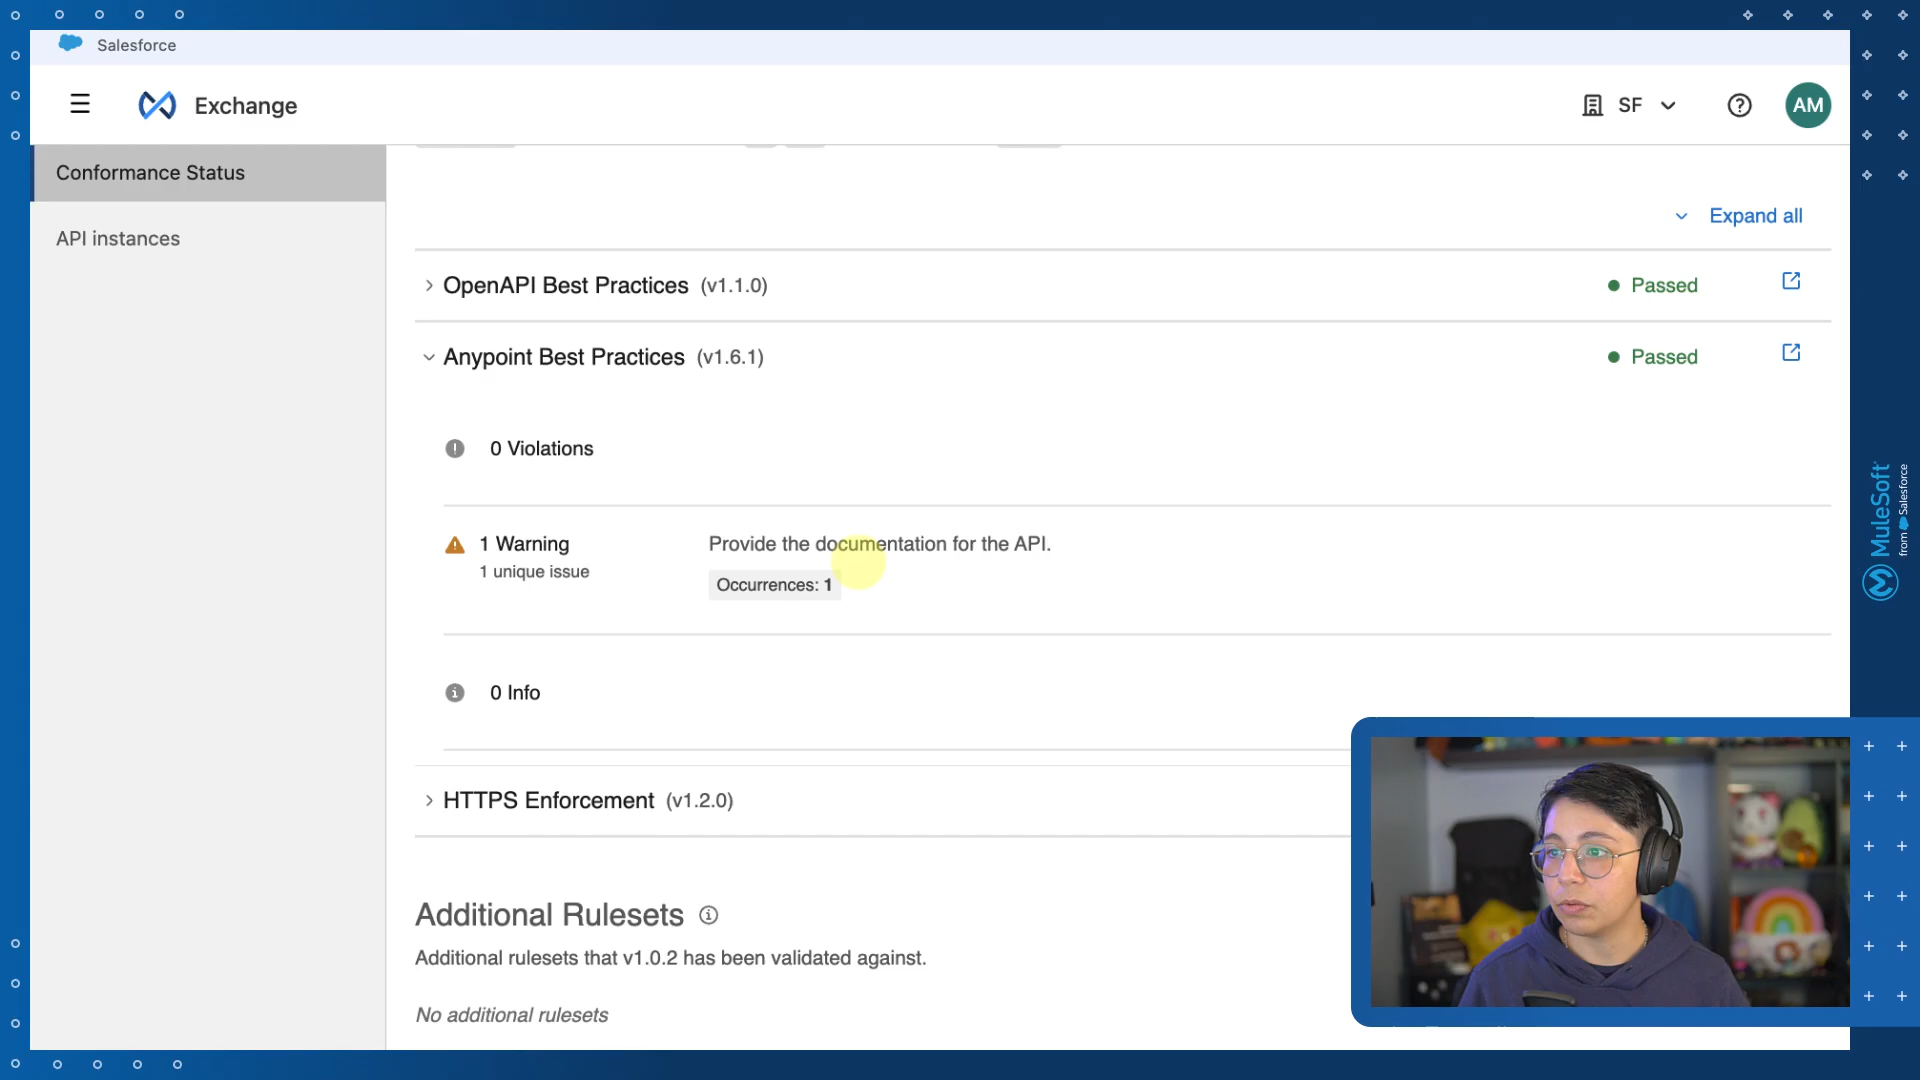 Salesforce
Exchange
SF
AM
Conformance Status
API instances
Expand all
OpenAPI Best Practices (v1.1.0)
Passed
Anypoint Best Practices (v1.6.1)
Passed
0 Violations
1 Warning
1 unique issue
Provide the documentation for the API.
Occurrences: 1
0 Info
HTTPS Enforcement (v1.2.0)
Additional Rulesets
Additional rulesets that v1.0.2 has been validated against.
No additional rulesets
MuleSoft
from Salesforce